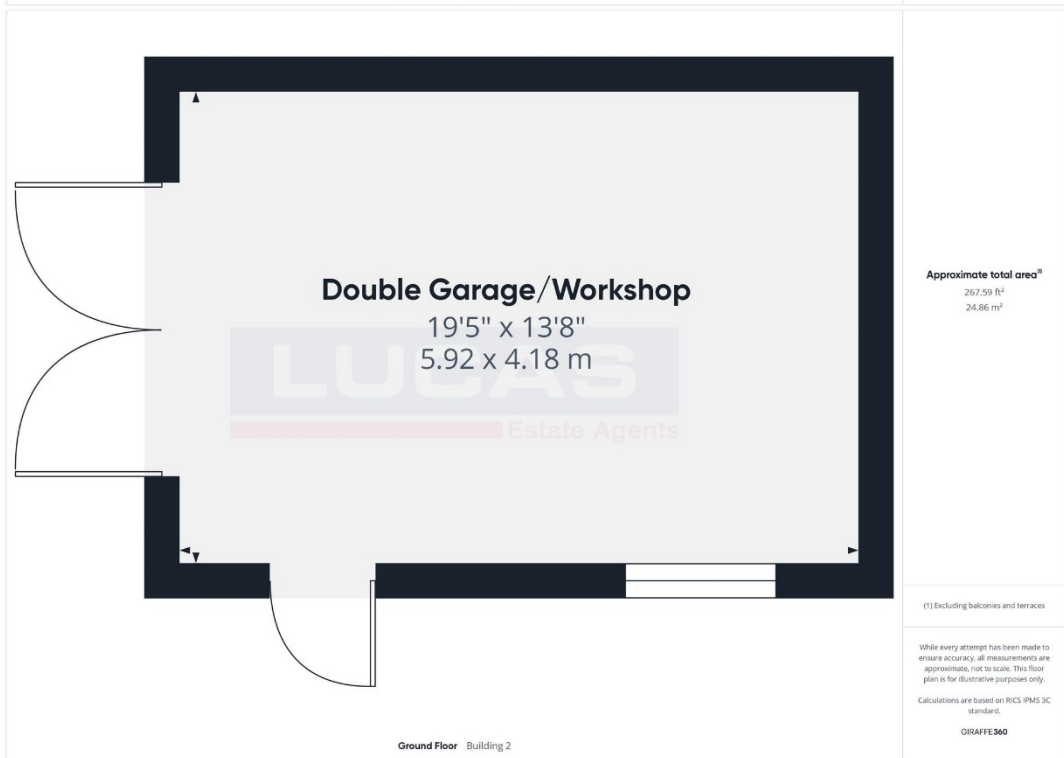 Double Garage/Workshop
19'5" x 13'8"
5.92 x 4.18 m
LUCAS
Estate Agents
Ground Floor Building 2
Approximate total area⁽¹⁾
267.59 ft²
24.86 m²
(1) Excluding balconies and terraces
While every attempt has been made to
ensure accuracy, all measurements are
approximate, not to scale. This floor
plan is for illustrative purposes only.
Calculations are based on RICS IPMS 3C
standard.
GIRAFFE360